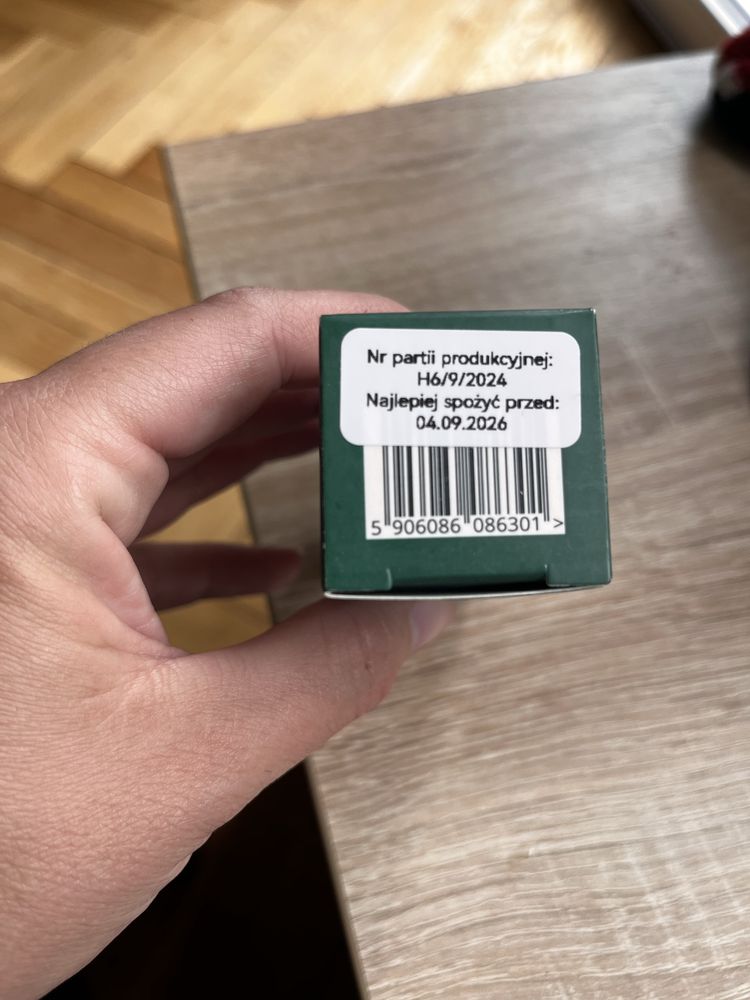 Nr partii produkcyjnej:
H6/9/2024
Najlepiej spożyć przed:
04.09.2026
5 906086 086301 >